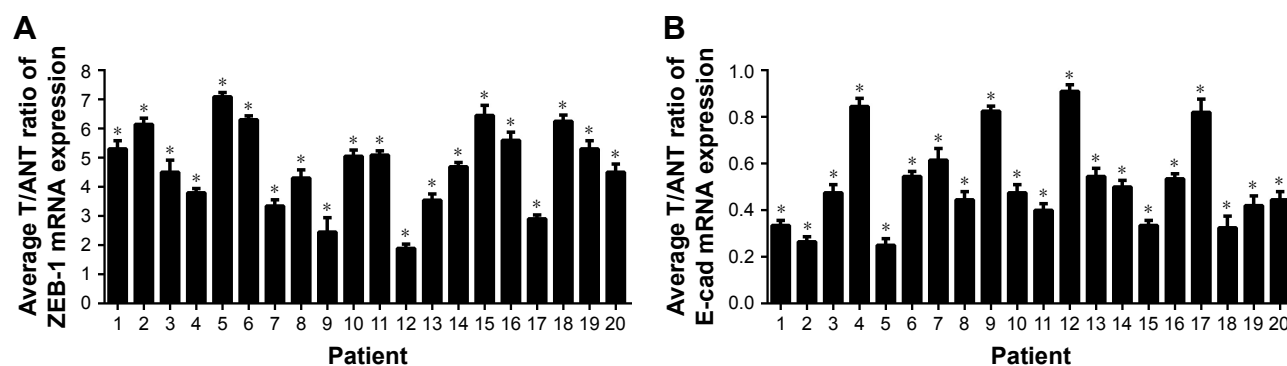 A
Average T/ANT ratio of
ZEB-1 mRNA expression
8
7
6
5
4
3
2
1
0
* * * * * * * * * * * * * * * * * * * *
1 2 3 4 5 6 7 8 9 10 11 12 13 14 15 16 17 18 19 20
Patient
B
Average T/ANT ratio of
E-cad mRNA expression
1.0
0.8
0.6
0.4
0.2
0.0
* * * * * * * * * * * * * * * * * * * *
1 2 3 4 5 6 7 8 9 10 11 12 13 14 15 16 17 18 19 20
Patient